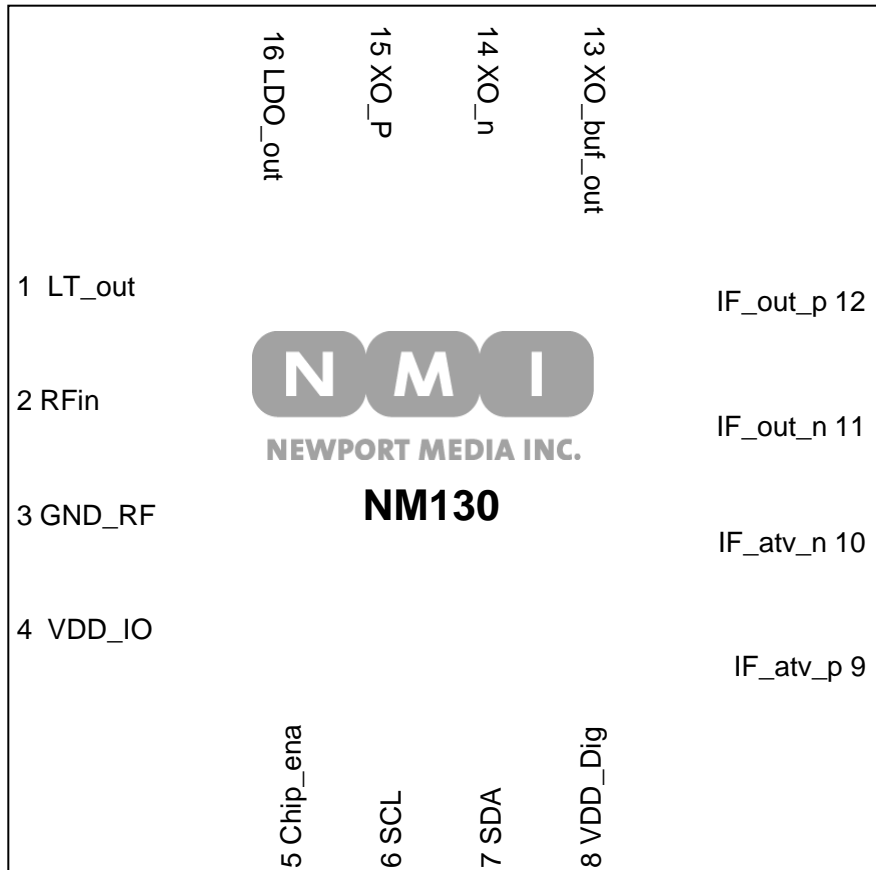 16 LDO_out
15 XO_P
14 XO_n
13 XO_buf_out
1 LT_out
IF_out_p 12
2 RFin
NMI
NEWPORT MEDIA INC.
IF_out_n 11
NM130
3 GND_RF
IF_atv_n 10
4 VDD_IO
IF_atv_p 9
5 Chip_ena
6 SCL
7 SDA
8 VDD_Dig